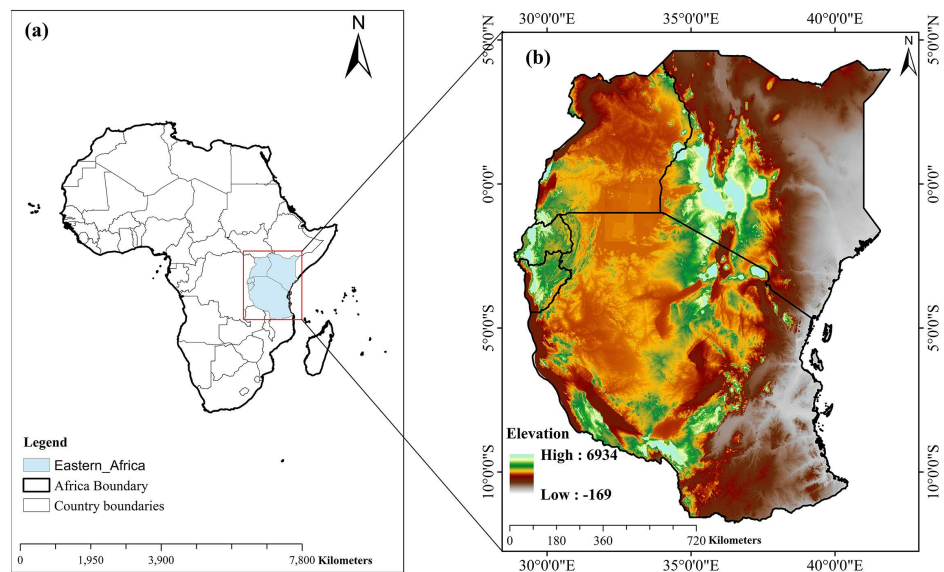 (a)
N
Legend
Eastern_Africa
Africa Boundary
Country boundaries
0 1,950 3,900 7,800 Kilometers
30°0'0"E 35°0'0"E 40°0'0"E
(b)
N
5°0'0"N 5°0'0"N
0°0'0" 0°0'0"
5°0'0"S 5°0'0"S
10°0'0"S 10°0'0"S
Elevation
High : 6934
Low : -169
0 180 360 720 Kilometers
30°0'0"E 35°0'0"E 40°0'0"E